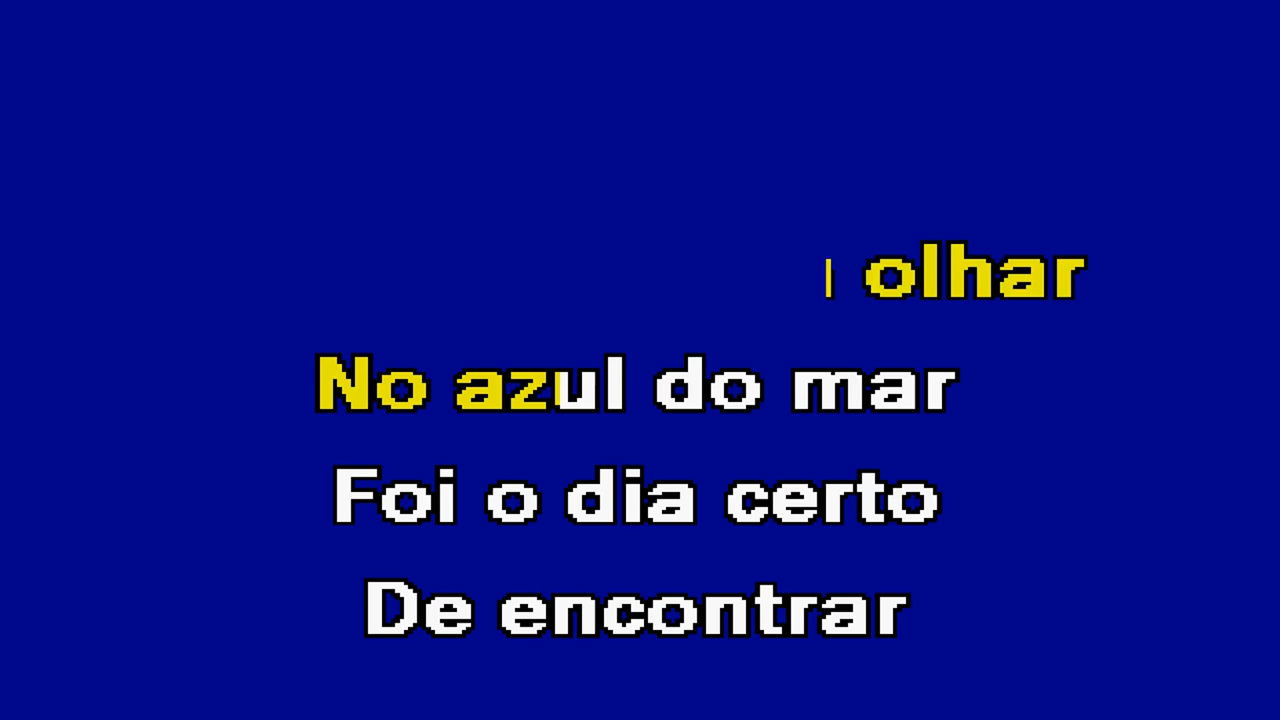 olhar
No azul do mar
Foi o dia certo
De encontrar